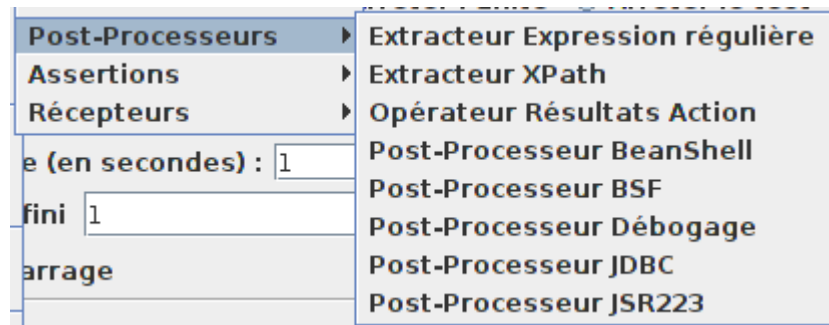 Post-Processeurs
Assertions
Récepteurs
Extracteur Expression régulière
Extracteur XPath
Opérateur Résultats Action
Post-Processeur BeanShell
Post-Processeur BSF
Post-Processeur Débogage
Post-Processeur JDBC
Post-Processeur JSR223
e (en secondes) : 1
fini 1
arrage